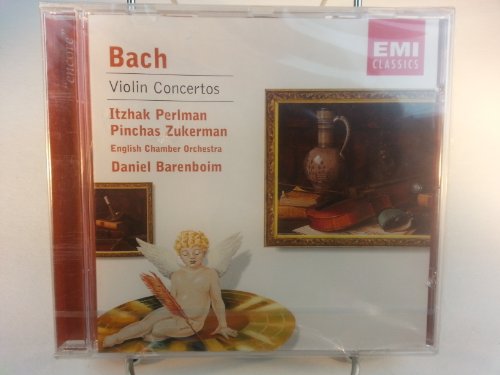 encore
Bach
EMI
CLASSICS
Violin Concertos
Itzhak Perlman
Pinchas Zukerman
English Chamber Orchestra
Daniel Barenboim